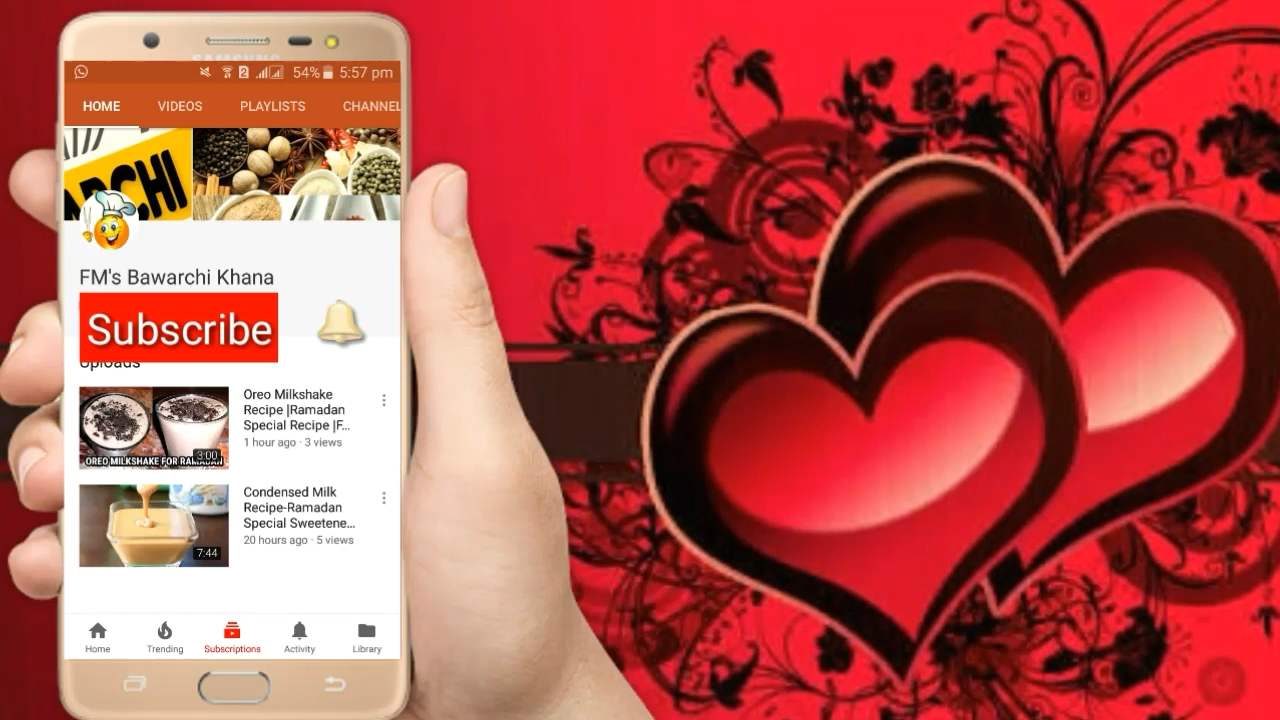 SAMSUNG
54% 5:57 pm
HOME VIDEOS PLAYLISTS CHANNEL
ARCHI
FM's Bawarchi Khana
Subscribe
Uploads
Oreo Milkshake
Recipe |Ramadan
Special Recipe |F...
1 hour ago · 3 views
3:00
OREO MILKSHAKE FOR RAMADAN
Condensed Milk
Recipe-Ramadan
Special Sweetene...
20 hours ago · 5 views
7:44
Home Trending Subscriptions Activity Library